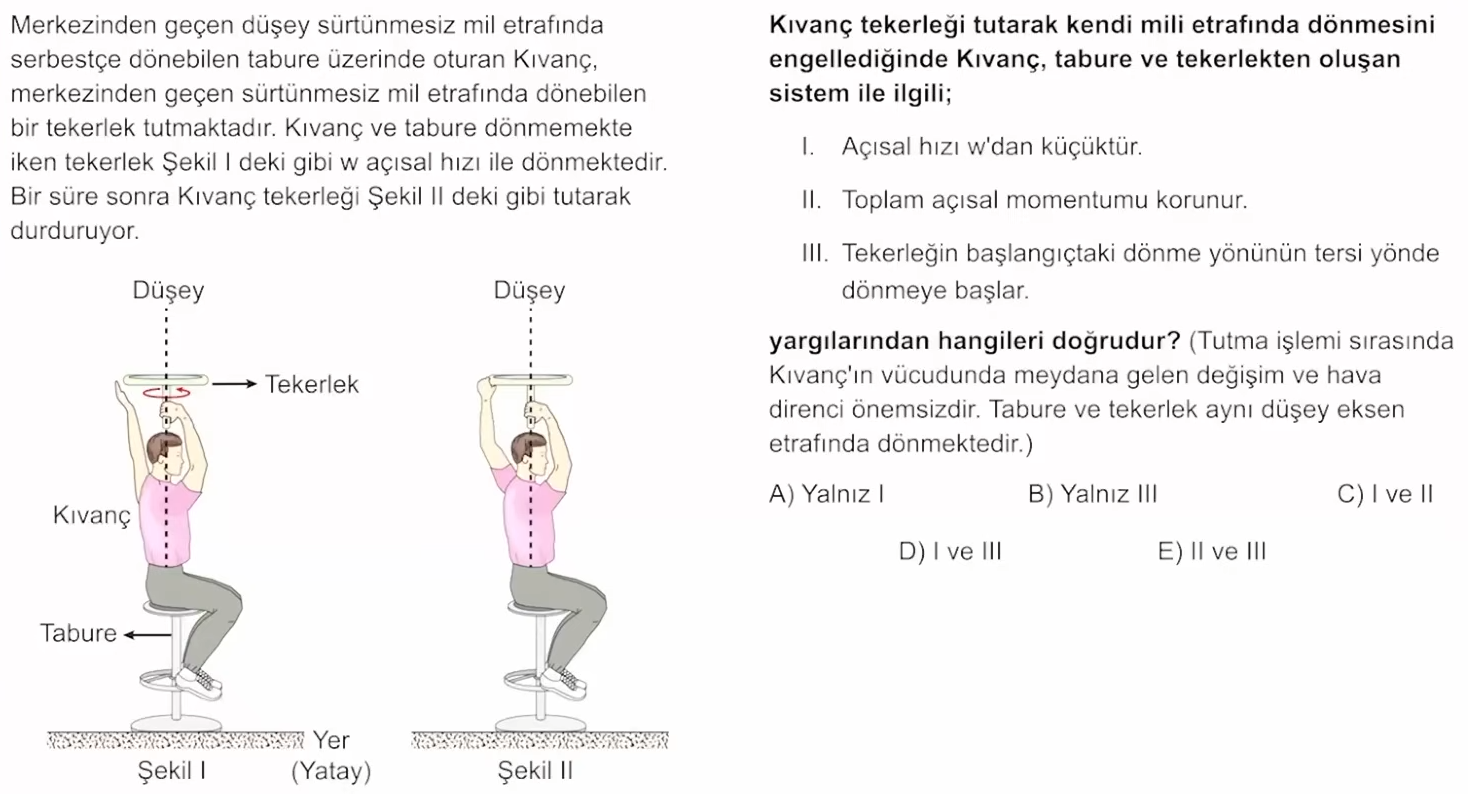 Merkezinden geçen düşey sürtünmesiz mil etrafında
serbestçe dönebilen tabure üzerinde oturan Kıvanç,
merkezinden geçen sürtünmesiz mil etrafında dönebilen
bir tekerlek tutmaktadır. Kıvanç ve tabure dönmemekte
iken tekerlek Şekil I deki gibi w açısal hızı ile dönmektedir.
Bir süre sonra Kıvanç tekerleği Şekil II deki gibi tutarak
durduruyor.
Düşey
Düşey
Tekerlek
Kıvanç
Tabure
Yer
(Yatay)
Şekil I
Şekil II
Kıvanç tekerleği tutarak kendi mili etrafında dönmesini
engellediğinde Kıvanç, tabure ve tekerlekten oluşan
sistem ile ilgili;
I. Açısal hızı w'dan küçüktür.
II. Toplam açısal momentumu korunur.
III. Tekerleğin başlangıçtaki dönme yönünün tersi yönde
dönmeye başlar.
yargılarından hangileri doğrudur? (Tutma işlemi sırasında
Kıvanç'ın vücudunda meydana gelen değişim ve hava
direnci önemsizdir. Tabure ve tekerlek aynı düşey eksen
etrafında dönmektedir.)
A) Yalnız I B) Yalnız III C) I ve II
D) I ve III E) II ve III